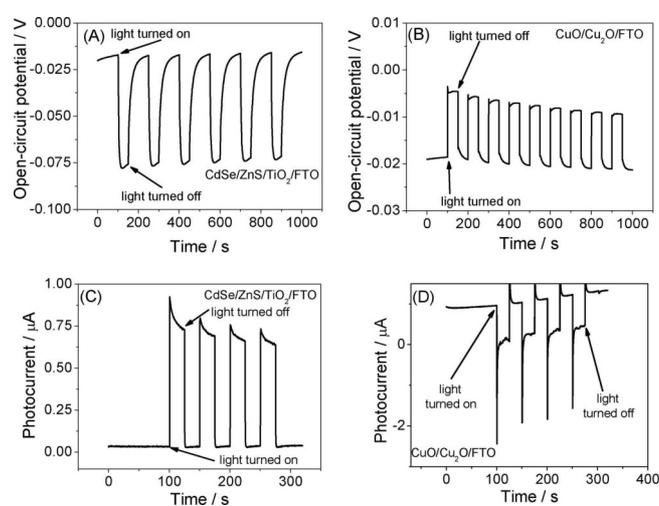 (A)
light turned on
light turned off
CdSe/ZnS/TiO2/FTO
Open-circuit potential / V
0.000
-0.025
-0.050
-0.075
-0.100
0 200 400 600 800 1000
Time / s
(B)
CuO/Cu2O/FTO
light turned off
light turned on
Open-circuit potential / V
0.01
0.00
-0.01
-0.02
-0.03
0 200 400 600 800 1000
Time / s
(C)
CdSe/ZnS/TiO2/FTO
light turned off
light turned on
Photocurrent / μA
1.00
0.75
0.50
0.25
0.00
0 100 200 300
Time / s
(D)
light
turned on
light
turned off
CuO/Cu2O/FTO
Photocurrent / μA
0
-2
0 100 200 300 400
Time / s